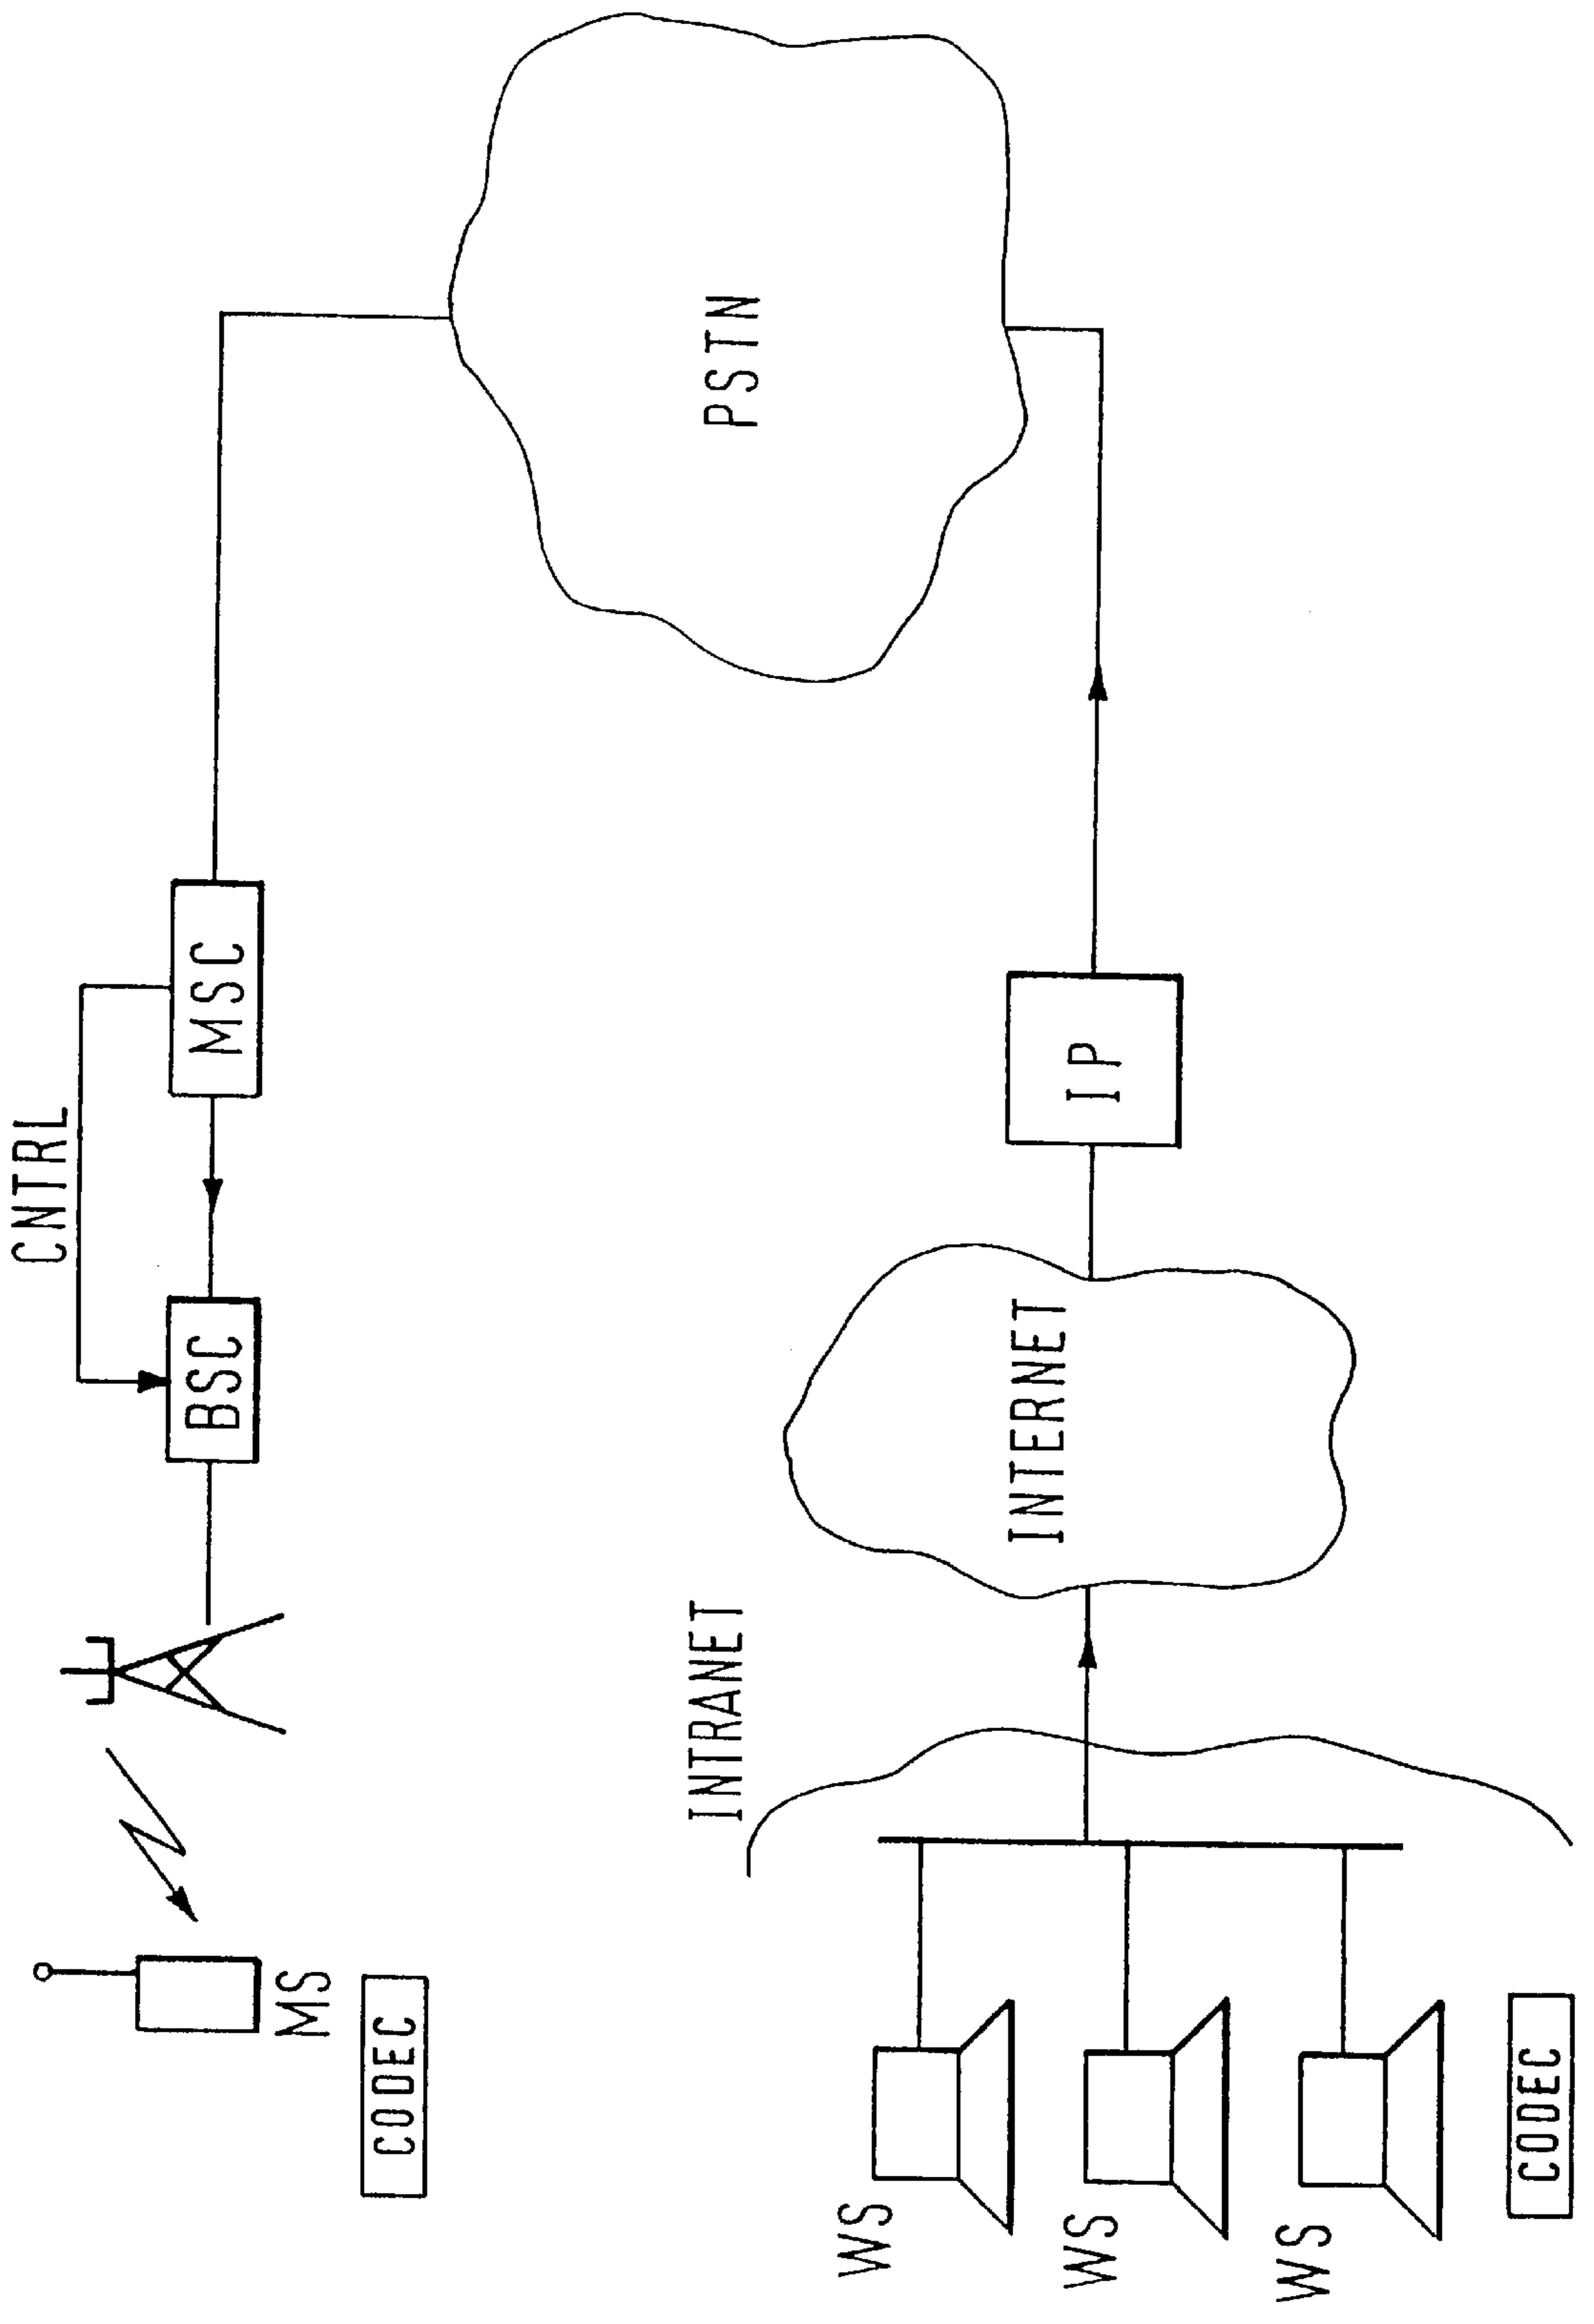 CNTRL
MS
BSC
MSC
CODEC
PSTN
INTRANET
WS
INTERNET
IP
WS
WS
CODEC